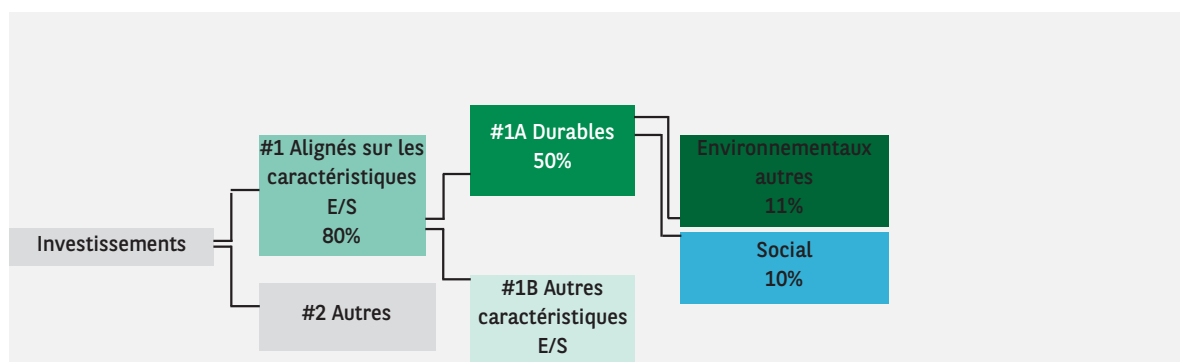 Investissements
#1 Alignés sur les
caractéristiques
E/S
80%
#2 Autres
#1A Durables
50%
#1B Autres
caractéristiques
E/S
Environnementaux
autres
11%
Social
10%